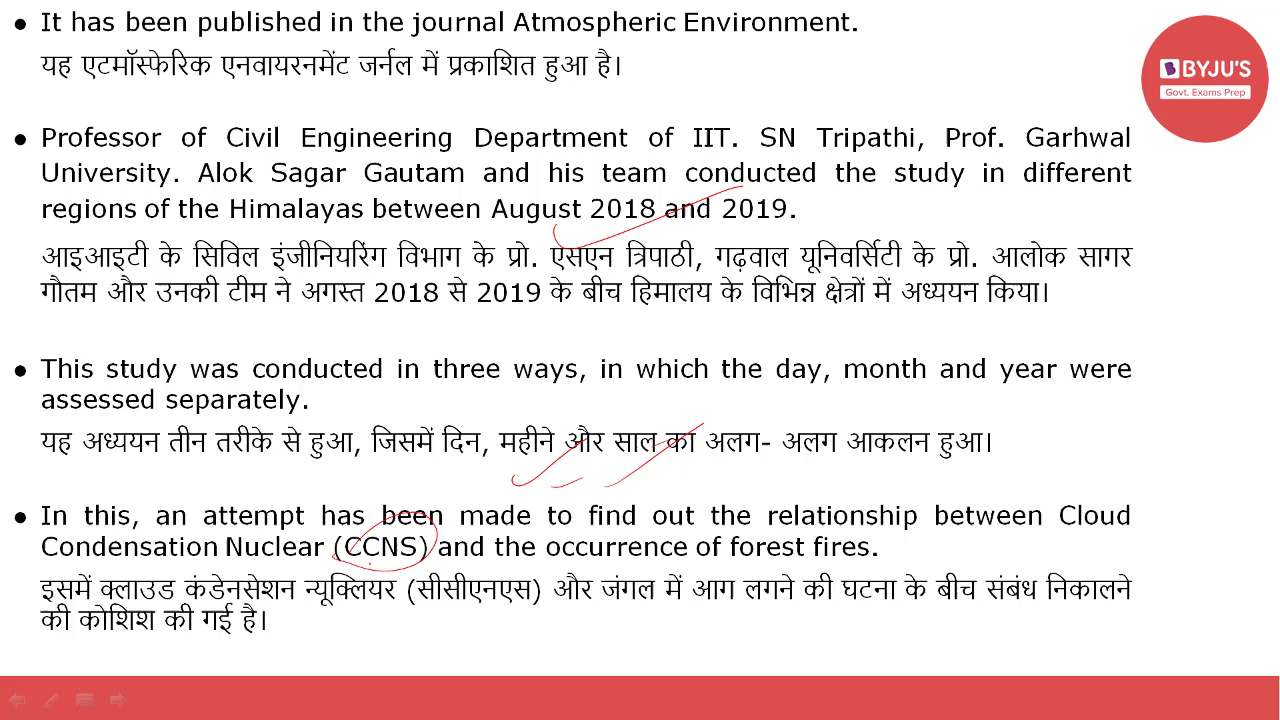 • It has been published in the journal Atmospheric Environment.
यह एटमॉस्फेरिक एनवायरनमेंट जर्नल में प्रकाशित हुआ है।
BYJU'S
Govt. Exams Prep
• Professor of Civil Engineering Department of IIT. SN Tripathi, Prof. Garhwal
University. Alok Sagar Gautam and his team conducted the study in different
regions of the Himalayas between August 2018 and 2019.
आइआइटी के सिविल इंजीनियरिंग विभाग के प्रो. एसएन त्रिपाठी, गढ़वाल यूनिवर्सिटी के प्रो. आलोक सागर
गौतम और उनकी टीम ने अगस्त 2018 से 2019 के बीच हिमालय के विभिन्न क्षेत्रों में अध्ययन किया।
• This study was conducted in three ways, in which the day, month and year were
assessed separately.
यह अध्ययन तीन तरीके से हुआ, जिसमें दिन, महीने और साल का अलग- अलग आकलन हुआ।
• In this, an attempt has been made to find out the relationship between Cloud
Condensation Nuclear (CCNS) and the occurrence of forest fires.
इसमें क्लाउड कंडेनसेशन न्यूक्लियर (सीसीएनएस) और जंगल में आग लगने की घटना के बीच संबंध निकालने
की कोशिश की गई है।